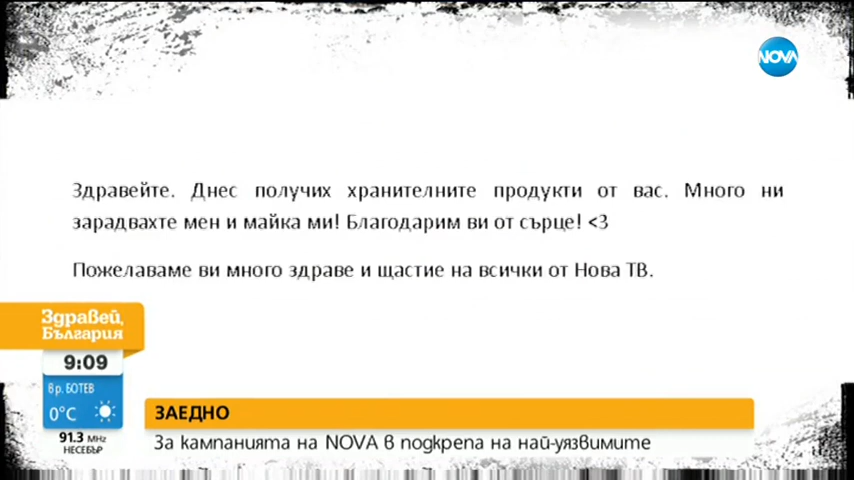 NOVA
Здравейте. Днес получих хранителните продукти от вас. Много ни
зарадвахте мен и майка ми! Благодарим ви от сърце! <3
Пожелаваме ви много здраве и щастие на всички от Нова ТВ.
Здравей,
България
9:09
вр. БОТЕВ
0°C
91.3 MHz
НЕСЕБЪР
ЗАЕДНО
За кампанията на NOVA в подкрепа на най-уязвимите